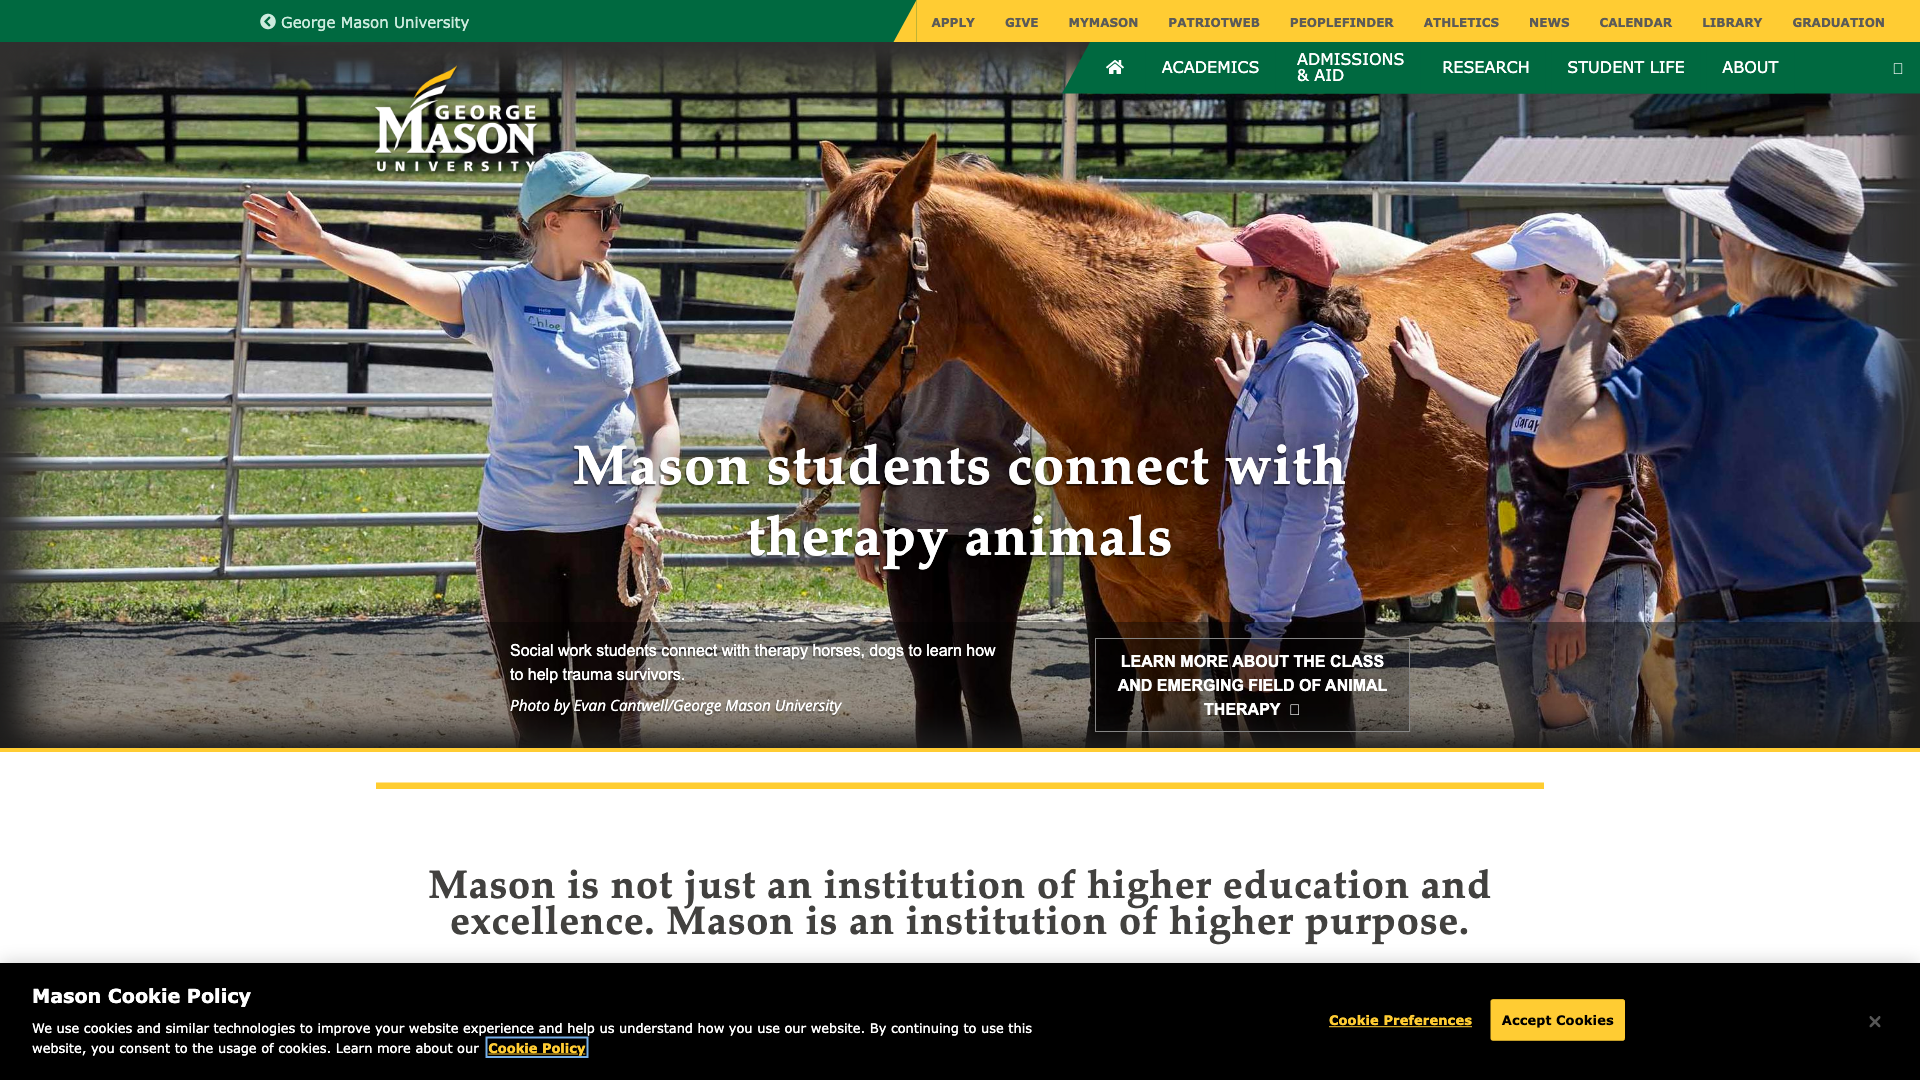 George Mason University
APPLY GIVE MYMASON PATRIOTWEB PEOPLEFINDER ATHLETICS NEWS CALENDAR LIBRARY GRADUATION
ACADEMICS ADMISSIONS & AID RESEARCH STUDENT LIFE ABOUT
GEORGE
MASON
UNIVERSITY
Chloe
Sarah
Mason students connect with
therapy animals
Social work students connect with therapy horses, dogs to learn how
to help trauma survivors.
Photo by Evan Cantwell/George Mason University
LEARN MORE ABOUT THE CLASS
AND EMERGING FIELD OF ANIMAL
THERAPY
Mason is not just an institution of higher education and
excellence. Mason is an institution of higher purpose.
Mason Cookie Policy
We use cookies and similar technologies to improve your website experience and help us understand how you use our website. By continuing to use this
website, you consent to the usage of cookies. Learn more about our Cookie Policy
Cookie Preferences
Accept Cookies